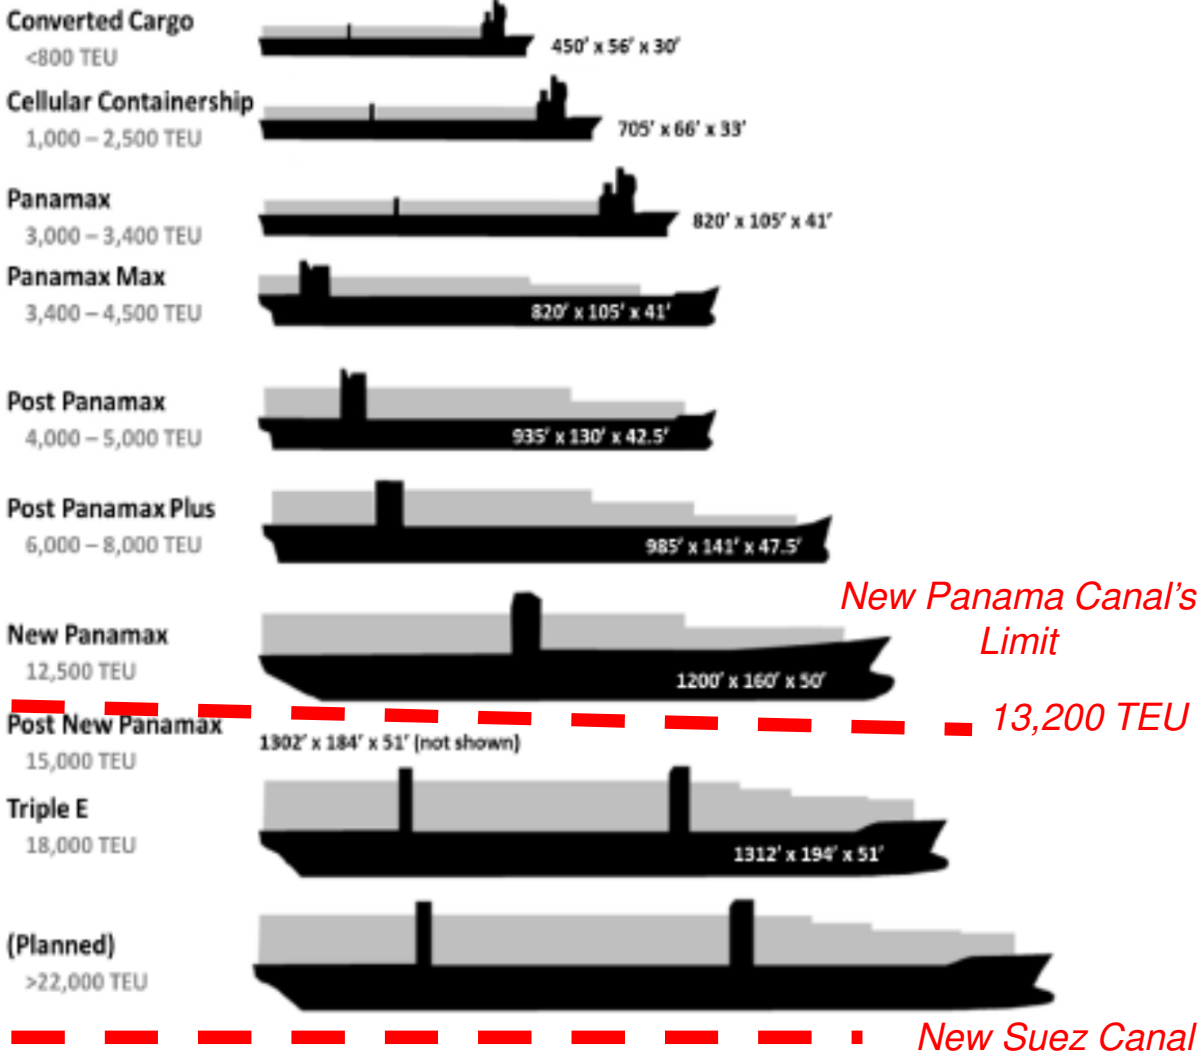 Converted Cargo
<800 TEU
450' x 56' x 30'
Cellular Containership
1,000 – 2,500 TEU
705' x 66' x 33'
Panamax
3,000 – 3,400 TEU
820' x 105' x 41'
Panamax Max
3,400 – 4,500 TEU
820' x 105' x 41'
Post Panamax
4,000 – 5,000 TEU
935' x 130' x 42.5'
Post Panamax Plus
6,000 – 8,000 TEU
985' x 141' x 47.5'
New Panama Canal's
Limit
New Panamax
12,500 TEU
1200' x 160' x 50'
13,200 TEU
Post New Panamax
15,000 TEU
1302' x 184' x 51' (not shown)
Triple E
18,000 TEU
1312' x 194' x 51'
(Planned)
>22,000 TEU
New Suez Canal